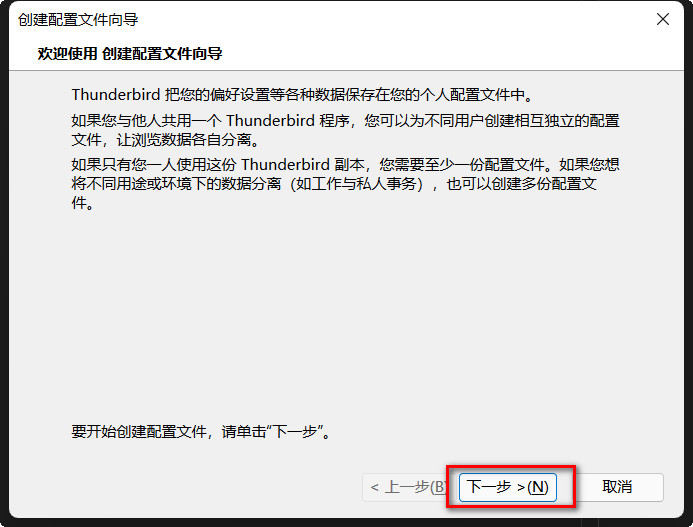 创建配置文件向导
欢迎使用 创建配置文件向导
Thunderbird 把您的偏好设置等各种数据保存在您的个人配置文件中。
如果您与他人共用一个 Thunderbird 程序，您可以为不同用户创建相互独立的配置
文件，让浏览数据各自分离。
如果只有您一人使用这份 Thunderbird 副本，您需要至少一份配置文件。如果您想
将不同用途或环境下的数据分离（如工作与私人事务），也可以创建多份配置文
件。
要开始创建配置文件，请单击“下一步”。
< 上一步(B) 下一步 >(N) 取消